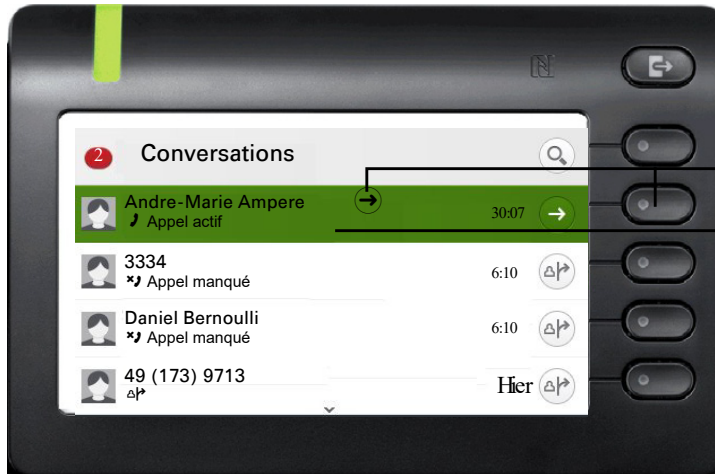 2 Conversations
Andre-Marie Ampere
Appel actif 30:07
3334
Appel manqué 6:10
Daniel Bernoulli
Appel manqué 6:10
49 (173) 9713
Hier